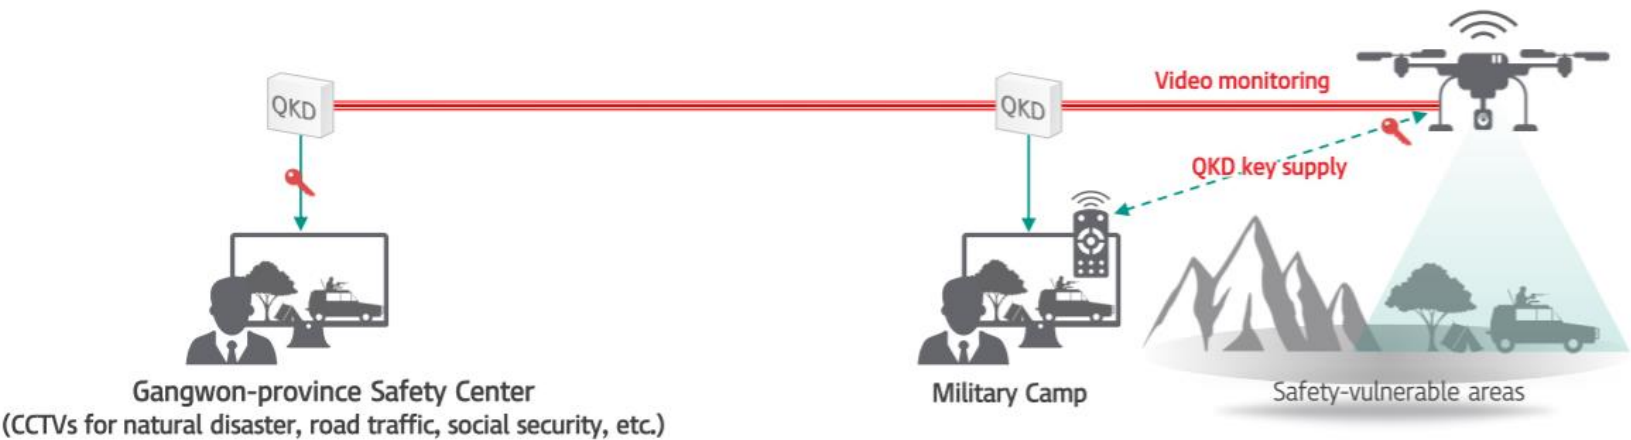 Video monitoring
QKD
QKD
QKD key supply
Gangwon-province Safety Center
(CCTVs for natural disaster, road traffic, social security, etc.)
Military Camp
Safety-vulnerable areas